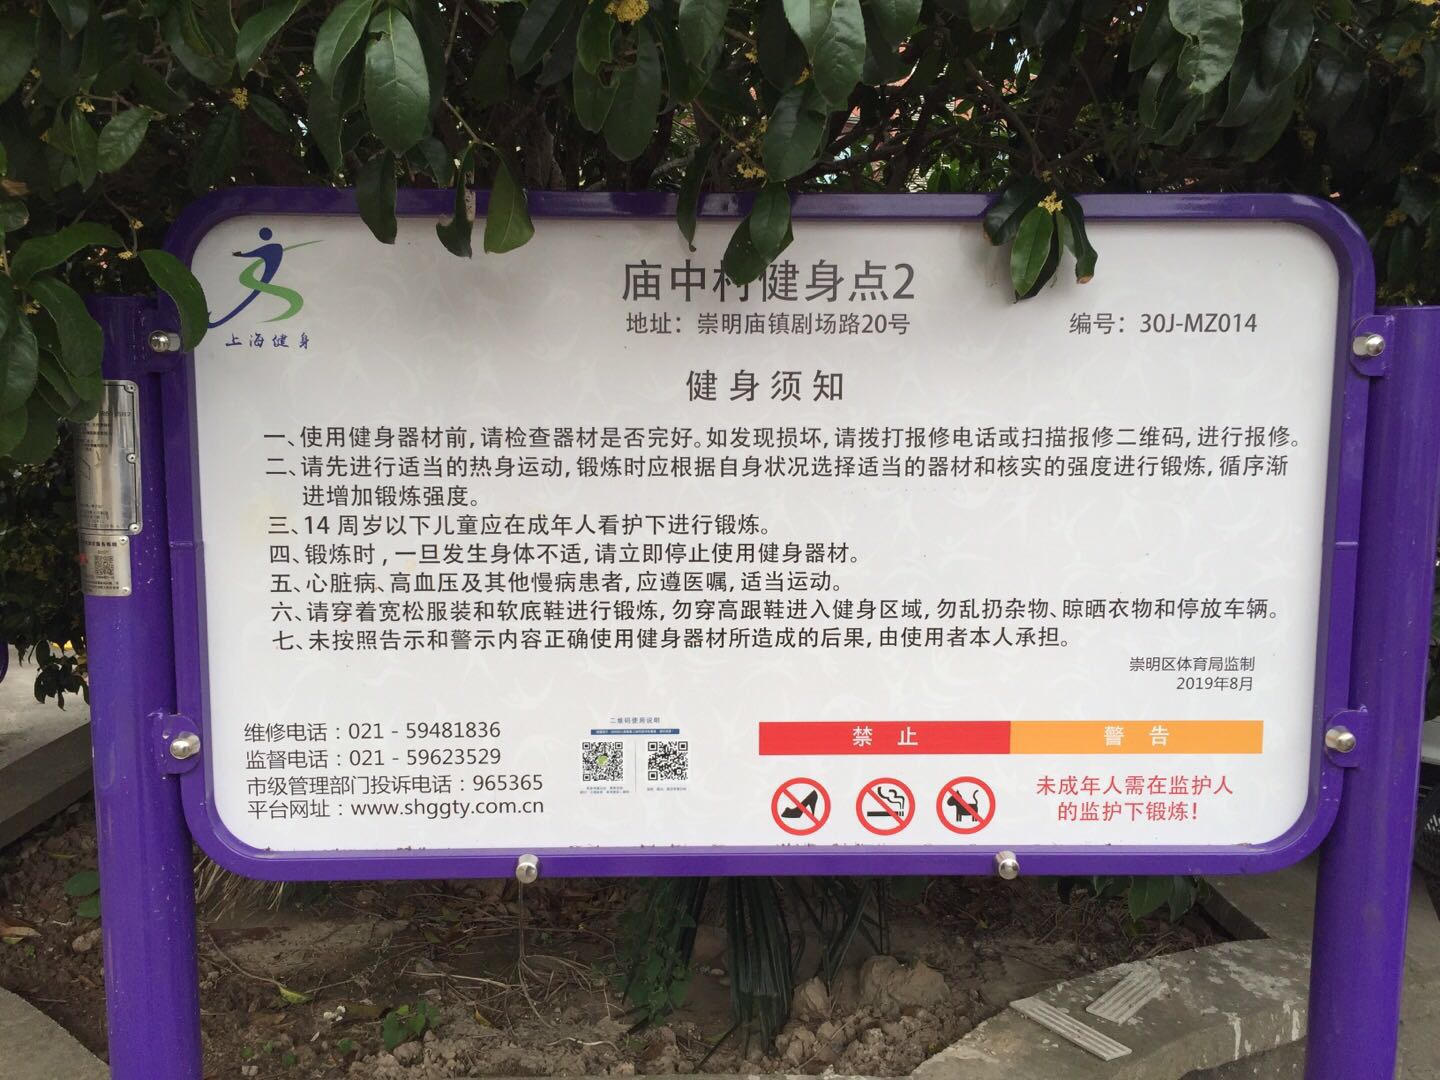 上海健身
庙中村健身点2
地址：崇明庙镇剧场路20号
编号：30J-MZ014
健身须知
一、使用健身器材前,请检查器材是否完好。如发现损坏,请拨打报修电话或扫描报修二维码,进行报修。
二、请先进行适当的热身运动,锻炼时应根据自身状况选择适当的器材和核实的强度进行锻炼,循序渐
进增加锻炼强度。
三、14 周岁以下儿童应在成年人看护下进行锻炼。
四、锻炼时,一旦发生身体不适,请立即停止使用健身器材。
五、心脏病、高血压及其他慢病患者,应遵医嘱,适当运动。
六、请穿着宽松服装和软底鞋进行锻炼,勿穿高跟鞋进入健身区域,勿乱扔杂物、晾晒衣物和停放车辆。
七、未按照告示和警示内容正确使用健身器材所造成的后果,由使用者本人承担。
崇明区体育局监制
2019年8月
维修电话：021 - 59481836
监督电话：021 - 59623529
市级管理部门投诉电话：965365
平台网址：www.shggty.com.cn
二维码使用说明
禁 止
警 告
未成年人需在监护人
的监护下锻炼!